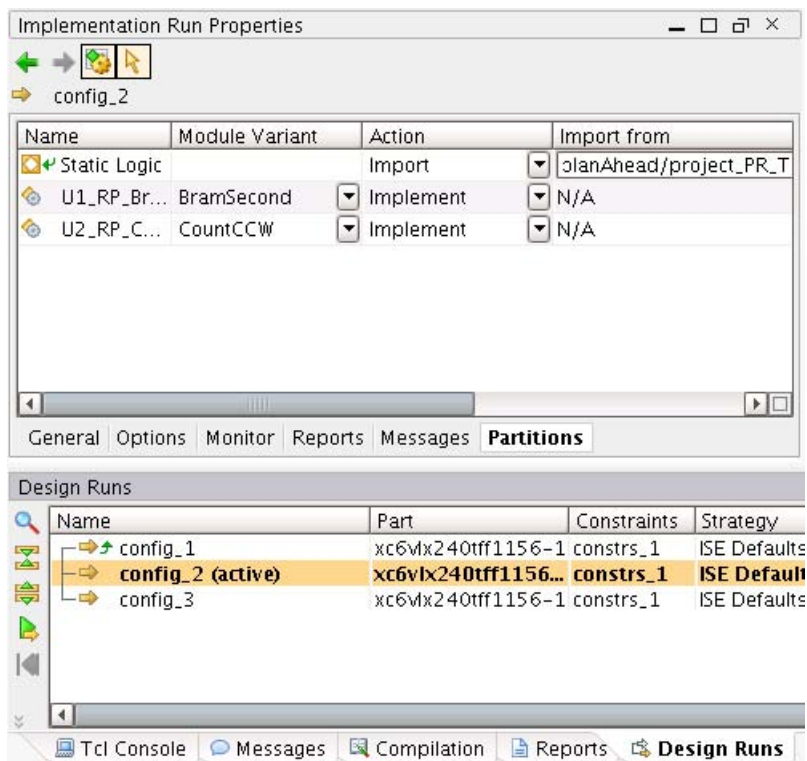 Implementation Run Properties
config_2
Name Module Variant Action Import from
Static Logic Import planAhead/project_PR_T
U1_RP_Br... BramSecond Implement N/A
U2_RP_C... CountCCW Implement N/A
General Options Monitor Reports Messages Partitions
Design Runs
Name Part Constraints Strategy
config_1 xc6vlx240tff1156-1 constrs_1 ISE Defaults
config_2 (active) xc6vlx240tff1156... constrs_1 ISE Default
config_3 xc6vlx240tff1156-1 constrs_1 ISE Defaults
Tcl Console Messages Compilation Reports Design Runs